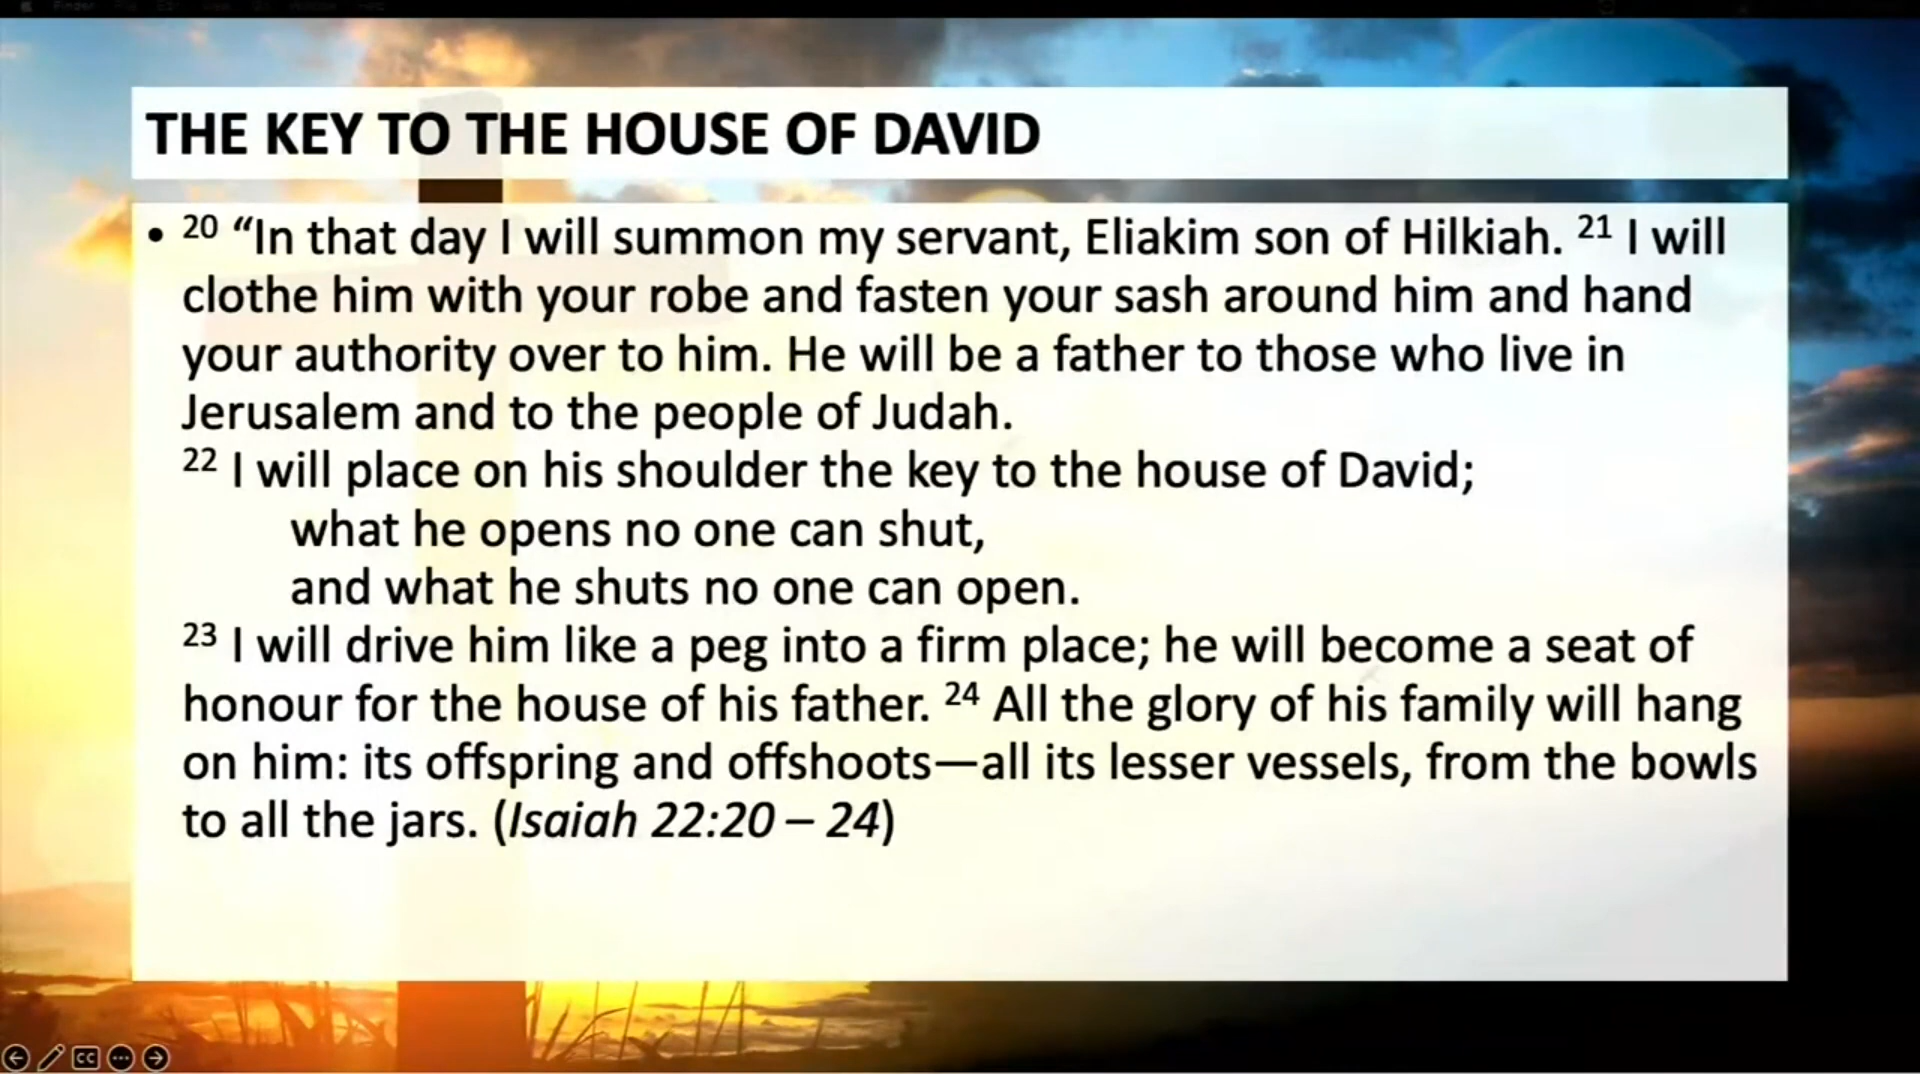 THE KEY TO THE HOUSE OF DAVID
• 20 “In that day I will summon my servant, Eliakim son of Hilkiah. 21 I will
clothe him with your robe and fasten your sash around him and hand
your authority over to him. He will be a father to those who live in
Jerusalem and to the people of Judah.
22 I will place on his shoulder the key to the house of David;
what he opens no one can shut,
and what he shuts no one can open.
23 I will drive him like a peg into a firm place; he will become a seat of
honour for the house of his father. 24 All the glory of his family will hang
on him: its offspring and offshoots—all its lesser vessels, from the bowls
to all the jars. (Isaiah 22:20 – 24)
CC